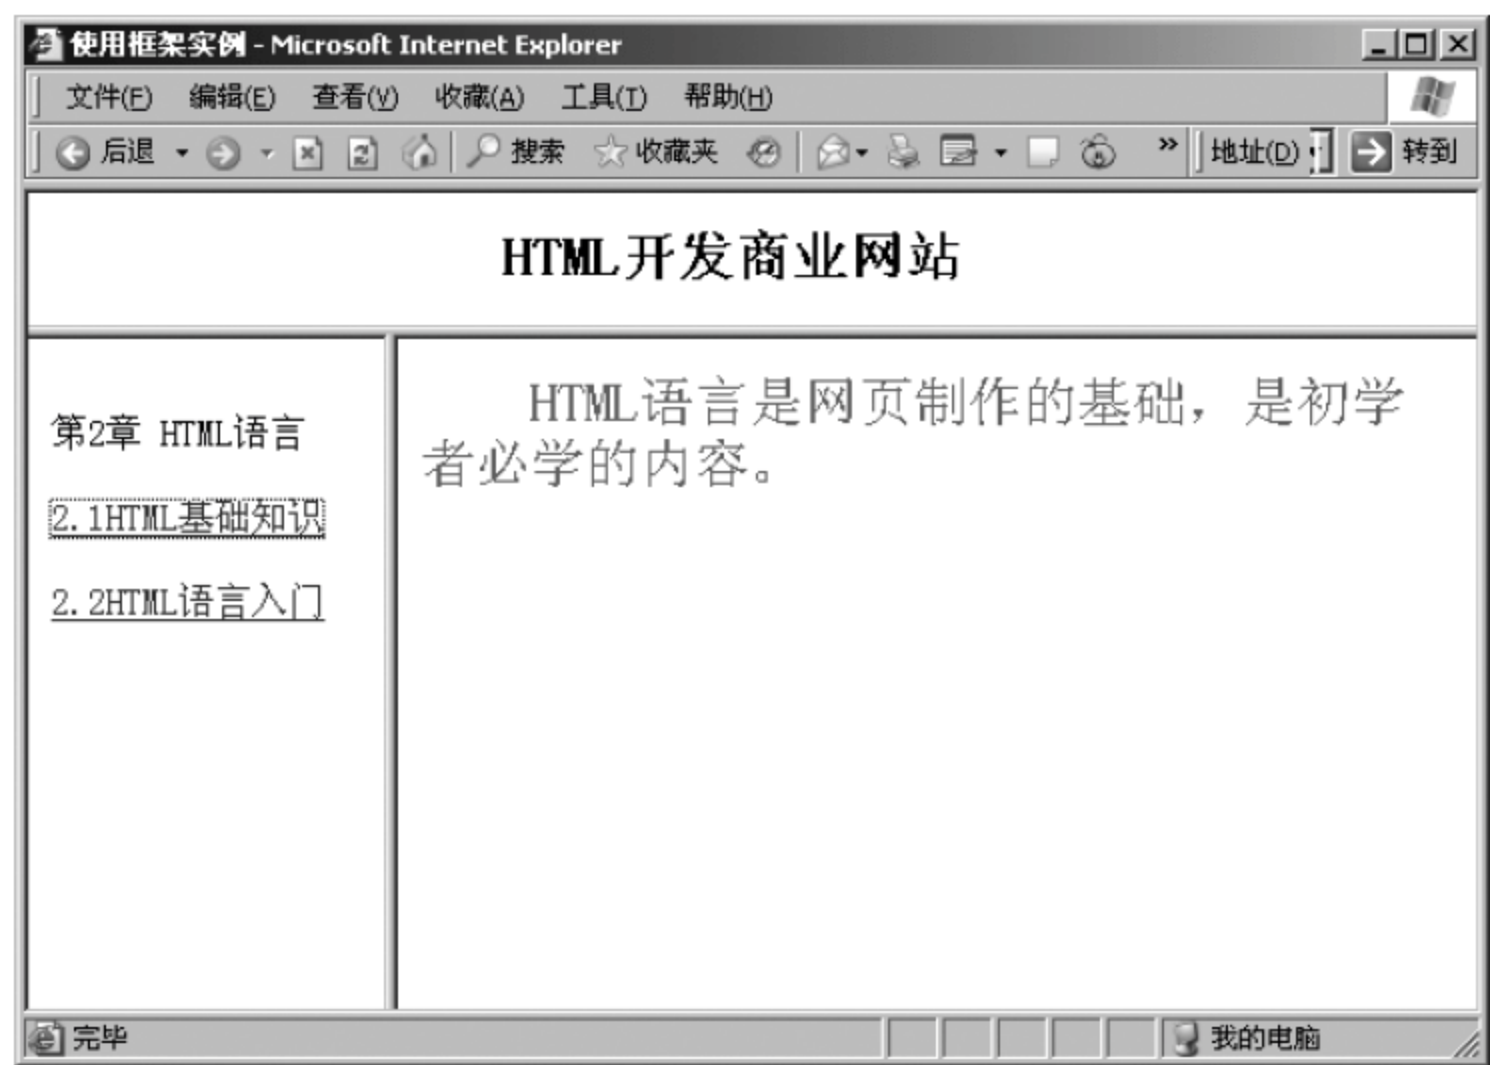 使用框架实例 - Microsoft Internet Explorer
文件(F) 编辑(E) 查看(V) 收藏(A) 工具(T) 帮助(H)
后退 搜索 收藏夹 » 地址(D) 转到
HTML开发商业网站
第2章 HTML语言
2.1HTML基础知识
2.2HTML语言入门
HTML语言是网页制作的基础，是初学
者必学的内容。
完毕 我的电脑